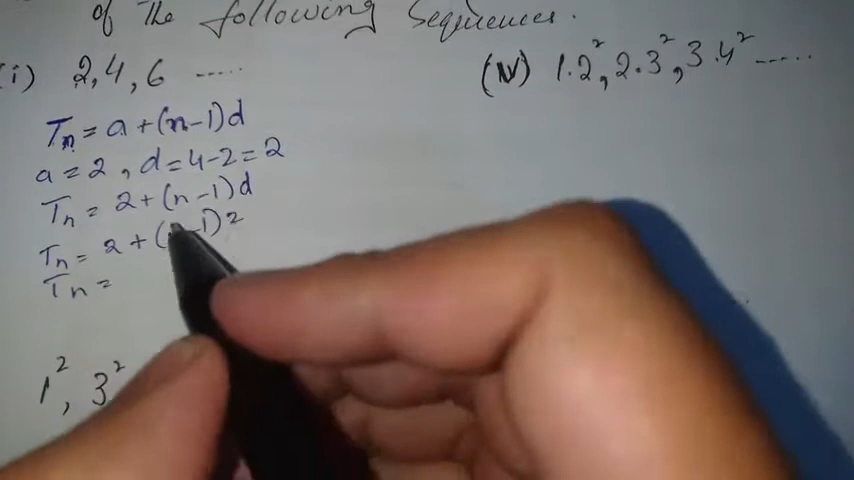 of the following Sequences.
(i) 2,4,6 .....
(iv) 1.2², 2.3², 3.4² .....
Tn = a+(n-1)d
a = 2, d = 4-2 = 2
Tn = 2+(n-1)d
Tn = 2+(n-1)2
Tn =
1², 3²